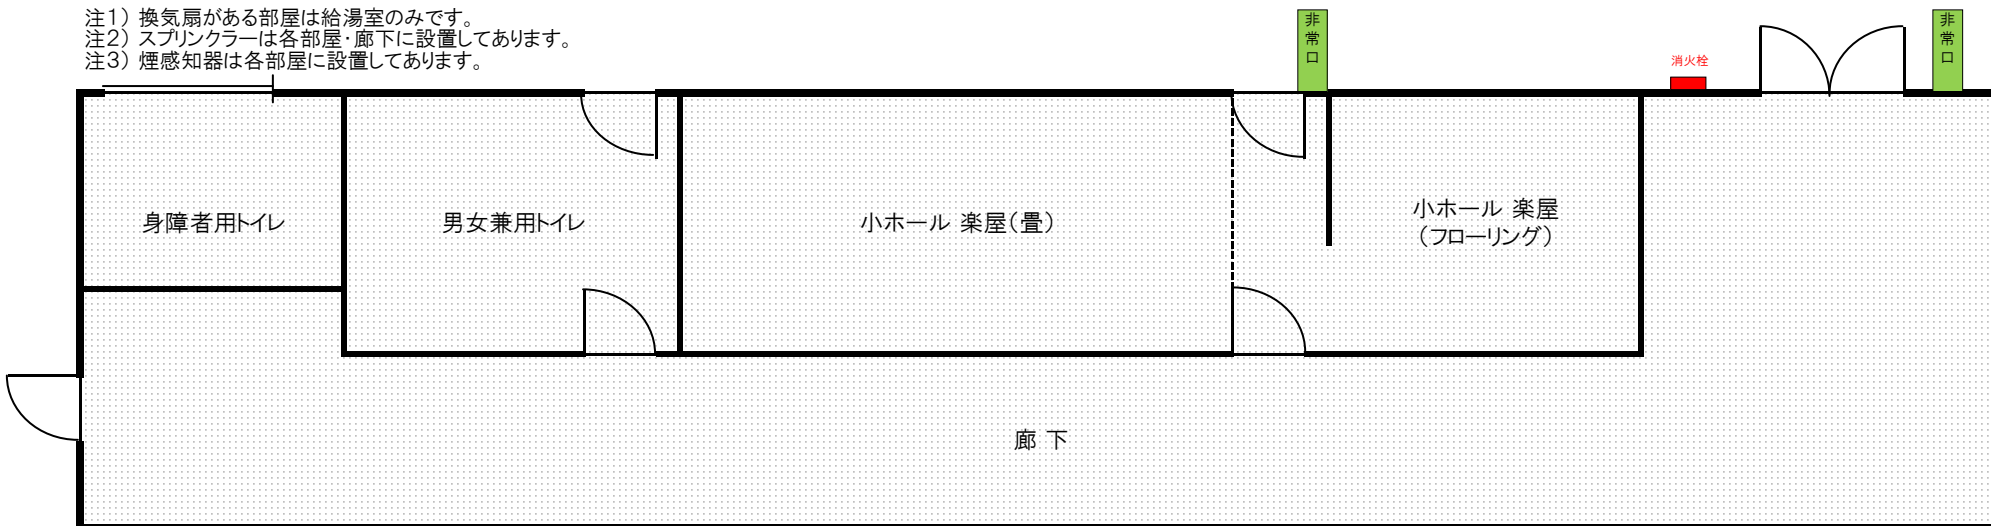 注1） 換気扇がある部屋は給湯室のみです。
注2） スプリンクラーは各部屋・廊下に設置してあります。
注3） 煙感知器は各部屋に設置してあります。
非常口
消火栓
非常口
身障者用トイレ
男女兼用トイレ
小ホール 楽屋（畳）
小ホール 楽屋
（フローリング）
廊 下